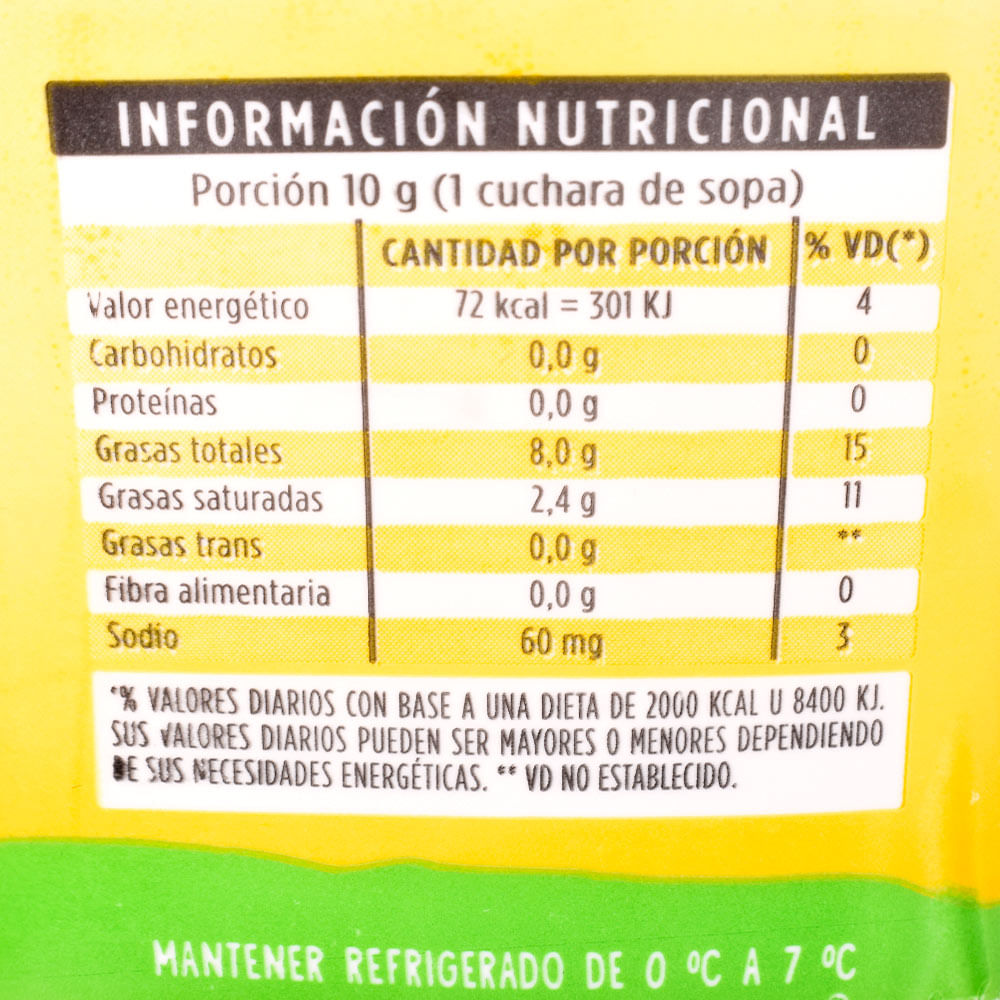 INFORMACIÓN NUTRICIONAL
Porción 10 g (1 cuchara de sopa)
CANTIDAD POR PORCIÓN % VD(*)
Valor energético 72 kcal = 301 KJ 4
Carbohidratos 0,0 g 0
Proteínas 0,0 g 0
Grasas totales 8,0 g 15
Grasas saturadas 2,4 g 11
Grasas trans 0,0 g **
Fibra alimentaria 0,0 g 0
Sodio 60 mg 3
*% VALORES DIARIOS CON BASE A UNA DIETA DE 2000 KCAL U 8400 KJ.
SUS VALORES DIARIOS PUEDEN SER MAYORES O MENORES DEPENDIENDO
DE SUS NECESIDADES ENERGÉTICAS. ** VD NO ESTABLECIDO.
MANTENER REFRIGERADO DE 0 ºC A 7 ºC